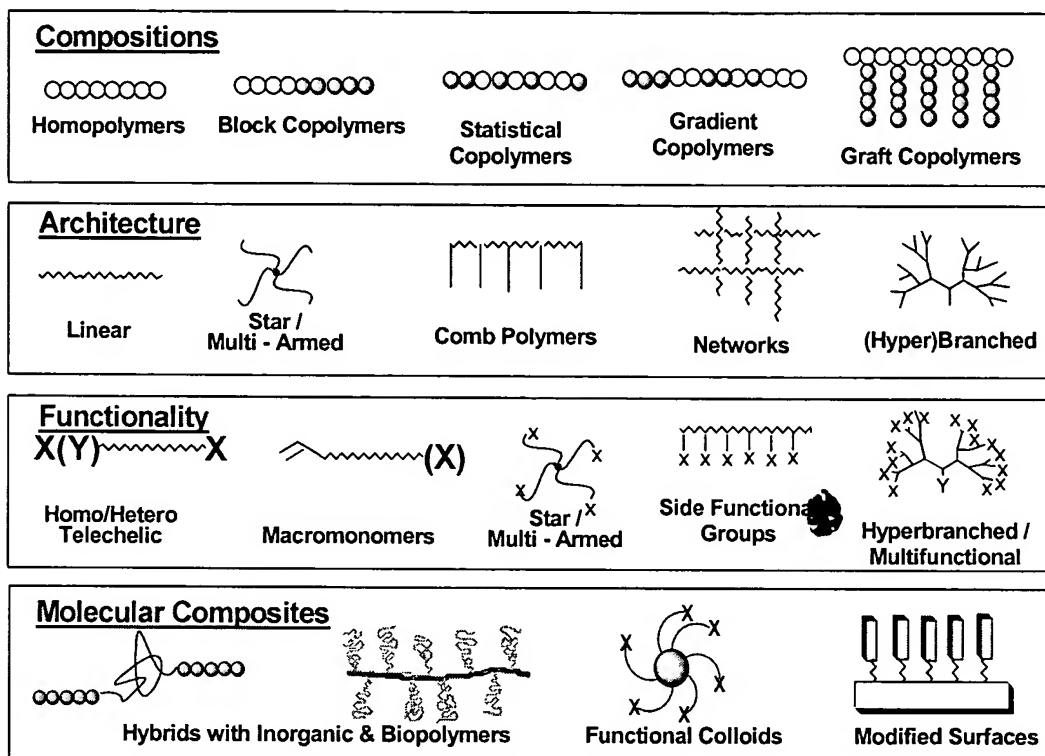 Compositions
Homopolymers
Block Copolymers
Statistical
Copolymers
Gradient
Copolymers
Graft Copolymers
Architecture
Linear
Star /
Multi - Armed
Comb Polymers
Networks
(Hyper)Branched
Functionality
X(Y) X
Homo/Hetero
Telechelic
(X)
Macromonomers
X
X
X
X
Star /
Multi - Armed
X X X X X X
Side Functional
Groups
X
X
X
X
X
X
X
X
X
X
X
X
Y
Hyperbranched /
Multifunctional
Molecular Composites
Hybrids with Inorganic & Biopolymers
X
X
X
X
X
X
Functional Colloids
Modified Surfaces